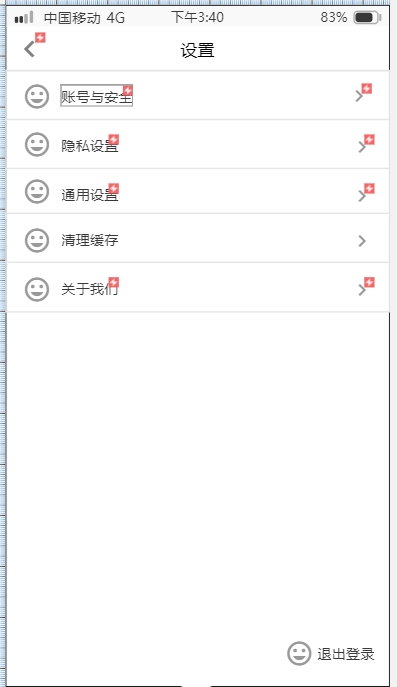 中国移动 4G 下午3:40 83%
设置
账号与安全
隐私设置
通用设置
清理缓存
关于我们
退出登录